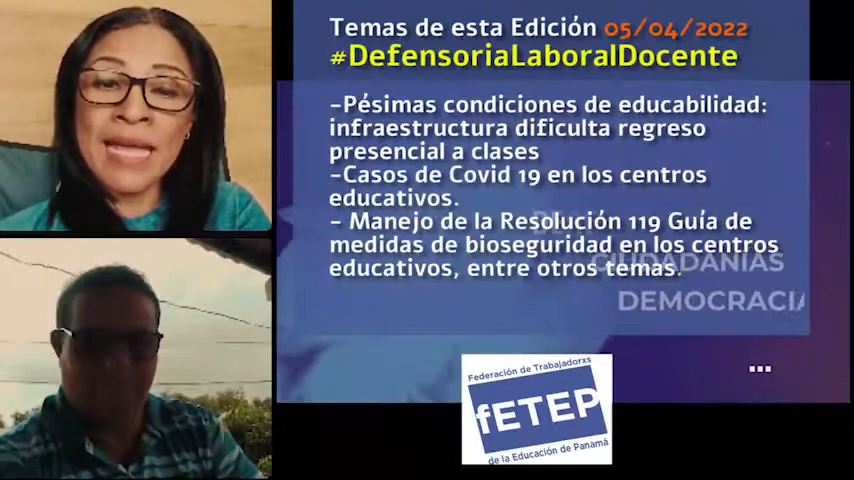 Temas de esta Edición 05/04/2022
#DefensoriaLaboralDocente
-Pésimas condiciones de educabilidad:
infraestructura dificulta regreso
presencial a clases
-Casos de Covid 19 en los centros
educativos.
- Manejo de la Resolución 119 Guía de
medidas de bioseguridad en los centros
educativos, entre otros temas.
CIUDADANÍAS
DEMOCRACIA
Federación de Trabajadorxs
fETEP
de la Educación de Panamá